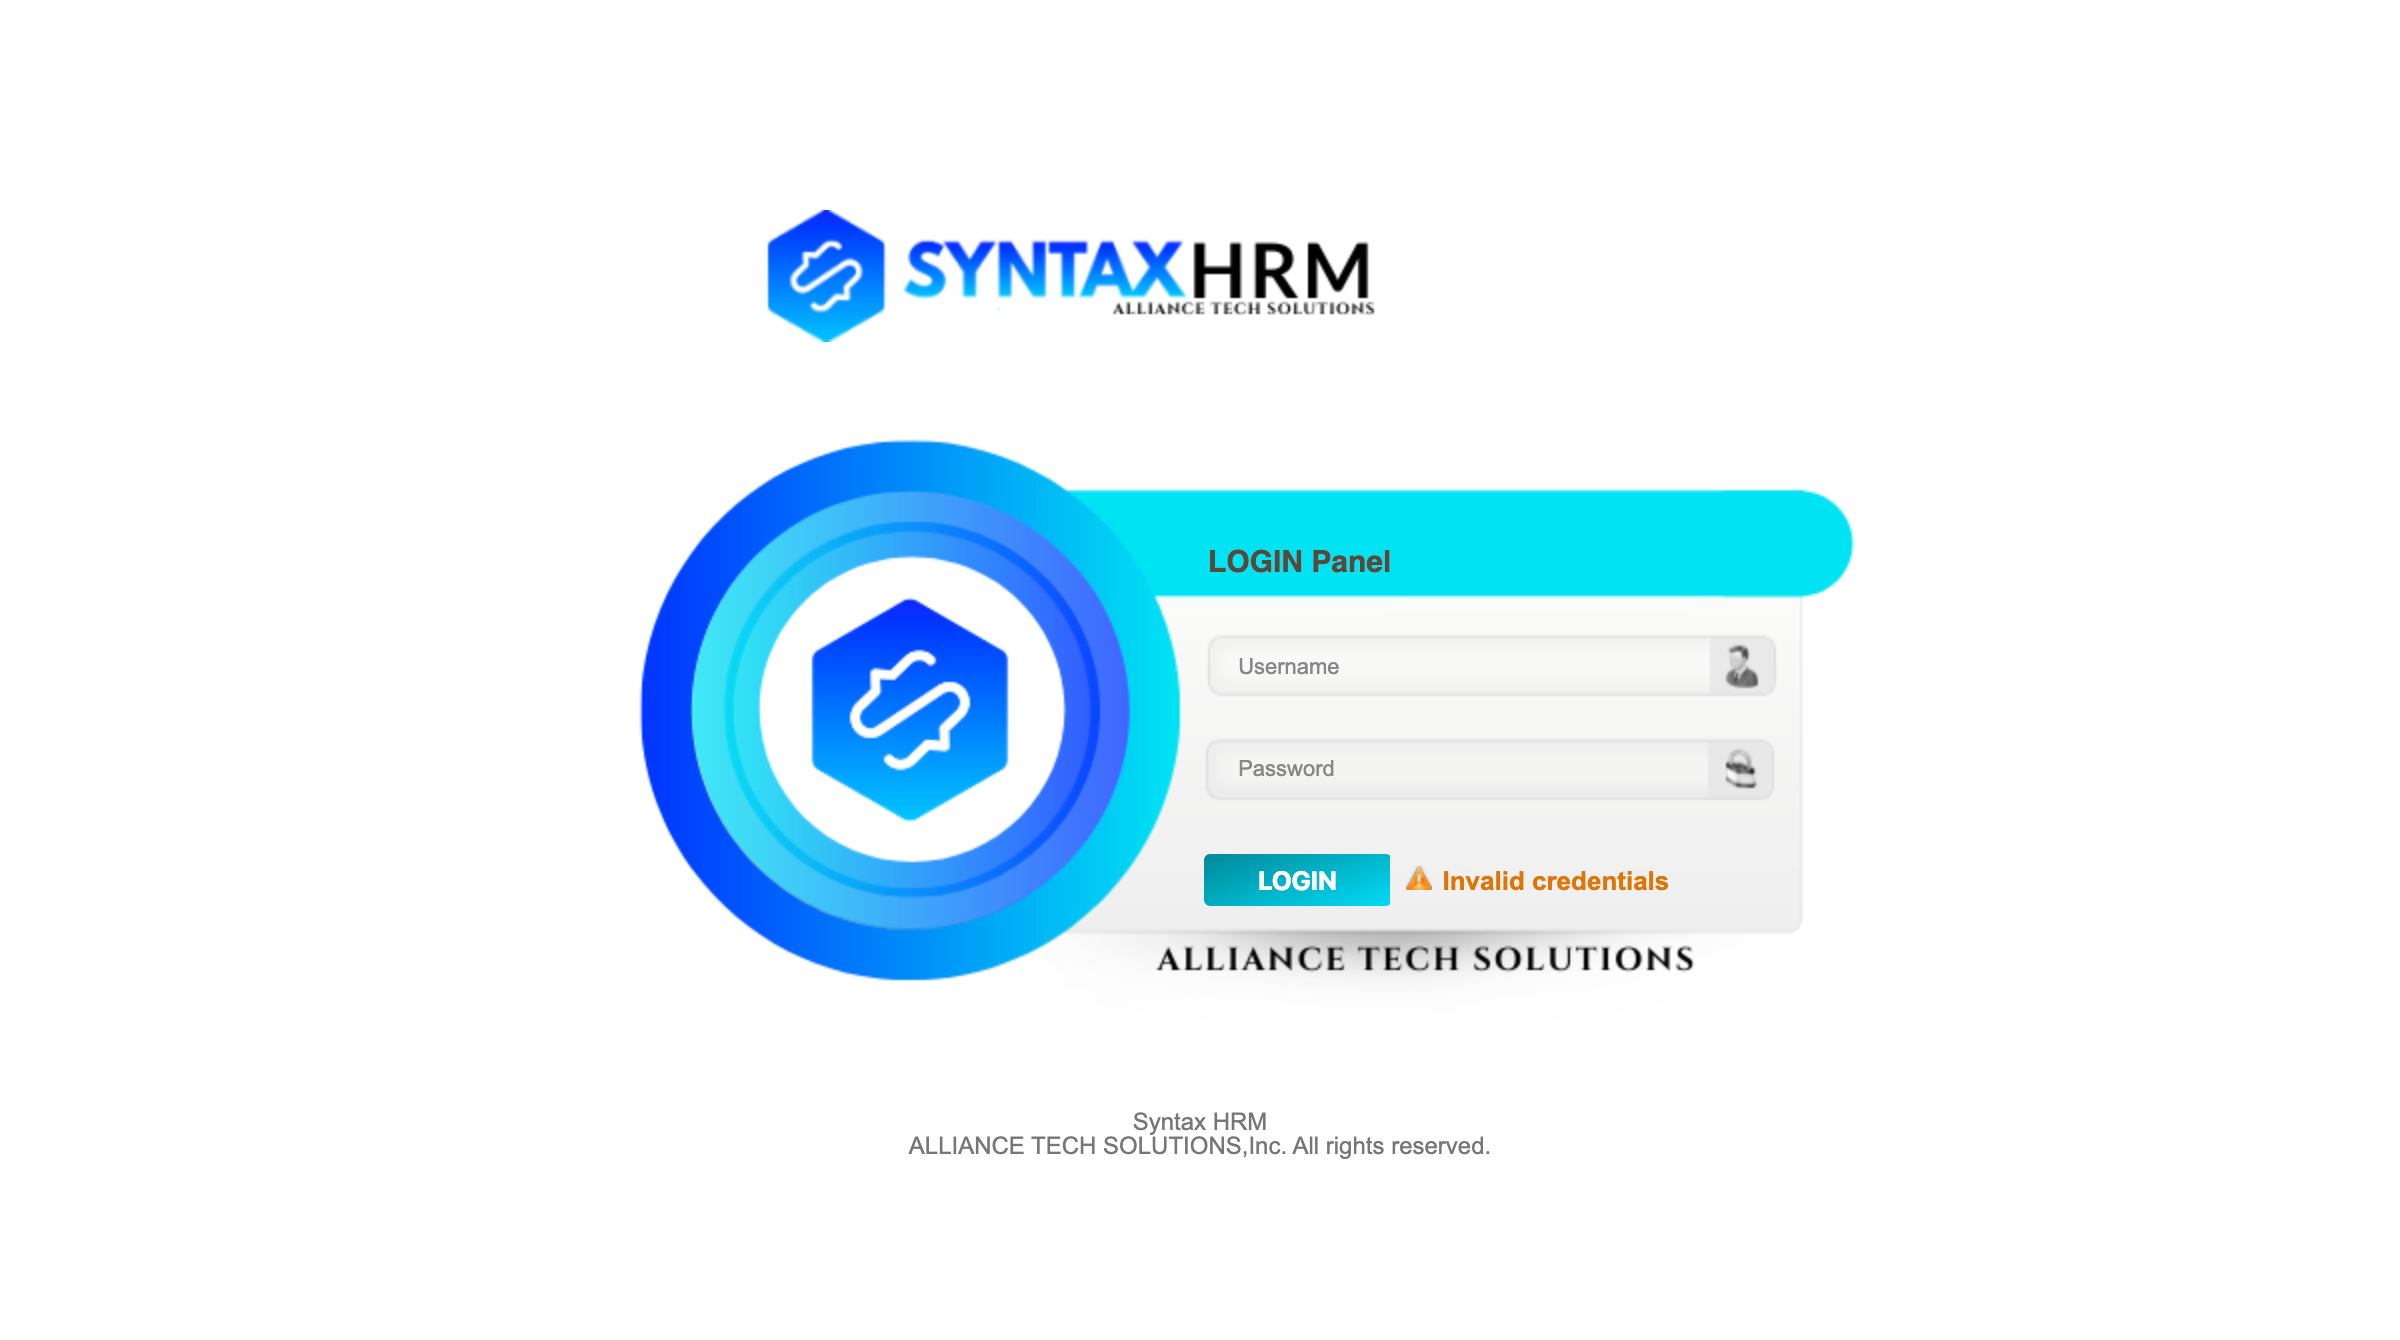 SYNTAXHRM
ALLIANCE TECH SOLUTIONS
LOGIN Panel
Username
Password
LOGIN Invalid credentials
ALLIANCE TECH SOLUTIONS
Syntax HRM
ALLIANCE TECH SOLUTIONS,Inc. All rights reserved.